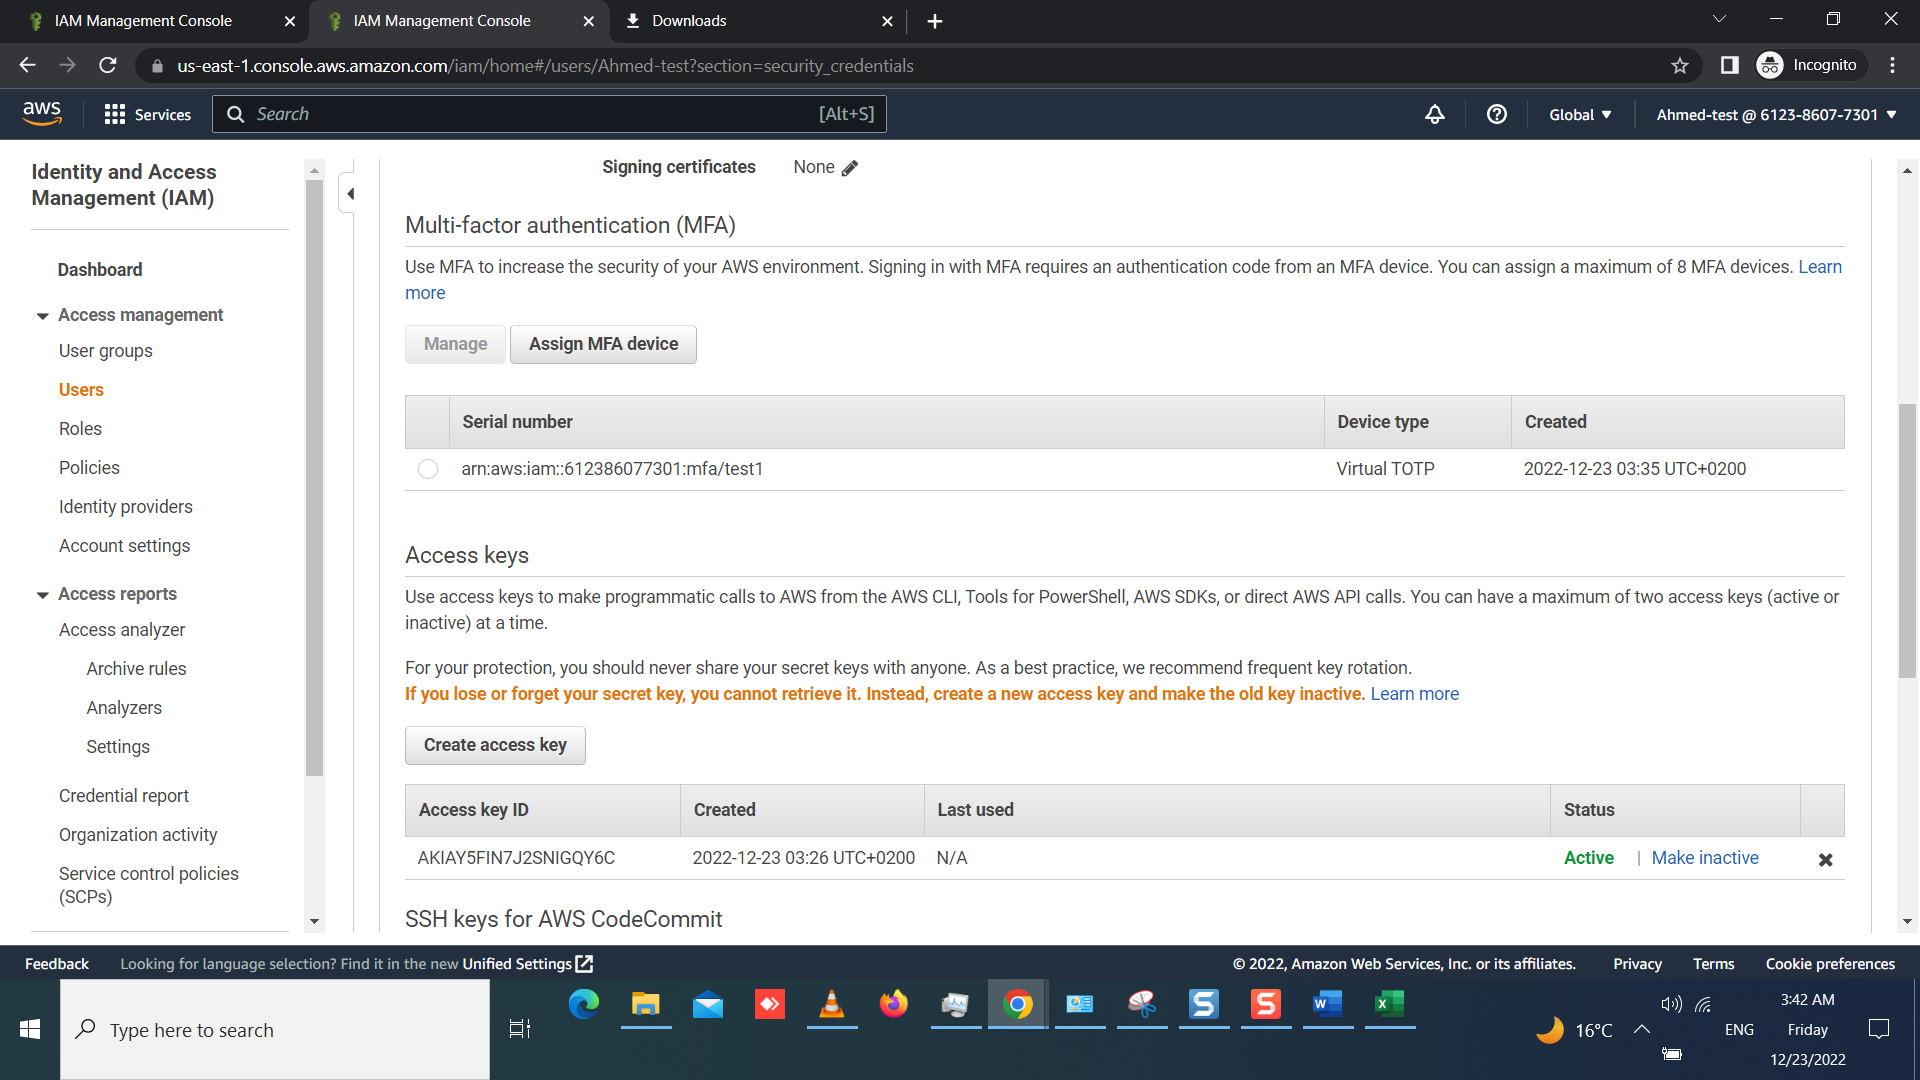 IAM Management Console
IAM Management Console
Downloads
us-east-1.console.aws.amazon.com/iam/home#/users/Ahmed-test?section=security_credentials
Incognito
aws
Services
Search
[Alt+S]
Global
Ahmed-test @ 6123-8607-7301
Identity and Access
Management (IAM)
Dashboard
Access management
User groups
Users
Roles
Policies
Identity providers
Account settings
Access reports
Access analyzer
Archive rules
Analyzers
Settings
Credential report
Organization activity
Service control policies
(SCPs)
Signing certificates None
Multi-factor authentication (MFA)
Use MFA to increase the security of your AWS environment. Signing in with MFA requires an authentication code from an MFA device. You can assign a maximum of 8 MFA devices. Learn
more
Manage
Assign MFA device
Serial number Device type Created
arn:aws:iam::612386077301:mfa/test1 Virtual TOTP 2022-12-23 03:35 UTC+0200
Access keys
Use access keys to make programmatic calls to AWS from the AWS CLI, Tools for PowerShell, AWS SDKs, or direct AWS API calls. You can have a maximum of two access keys (active or
inactive) at a time.
For your protection, you should never share your secret keys with anyone. As a best practice, we recommend frequent key rotation.
If you lose or forget your secret key, you cannot retrieve it. Instead, create a new access key and make the old key inactive. Learn more
Create access key
Access key ID Created Last used Status
AKIAY5FIN7J2SNIGQY6C 2022-12-23 03:26 UTC+0200 N/A Active | Make inactive
SSH keys for AWS CodeCommit
Feedback Looking for language selection? Find it in the new Unified Settings
© 2022, Amazon Web Services, Inc. or its affiliates. Privacy Terms Cookie preferences
Type here to search
16°C
ENG
3:42 AM
Friday
12/23/2022